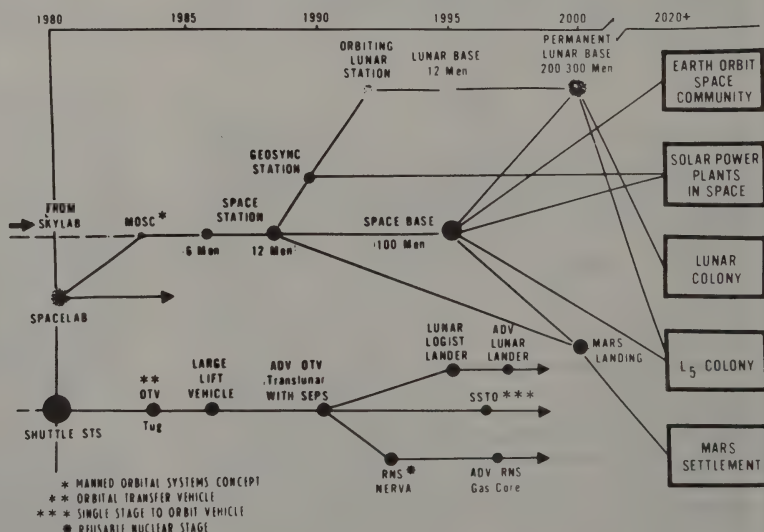 1980 1985 1990 1995 2000 2020+
ORBITING
LUNAR
STATION
LUNAR BASE
12 Men
PERMANENT
LUNAR BASE
200 300 Men
EARTH ORBIT
SPACE
COMMUNITY
GEOSYNC
STATION
SOLAR POWER
PLANTS
IN SPACE
FROM
SKYLAB
MOSC*
6 Men
SPACE
STATION
12 Men
SPACE BASE
100 Men
LUNAR
COLONY
SPACELAB
MARS
LANDING
L5 COLONY
MARS
SETTLEMENT
SHUTTLE STS
**
OTV
Tug
LARGE
LIFT
VEHICLE
ADV OTV
Translunar
WITH SEPS
LUNAR
LOGIST
LANDER
ADV
LUNAR
LANDER
SSTO***
RNS
NERVA
ADV RNS
Gas Core
* MANNED ORBITAL SYSTEMS CONCEPT
** ORBITAL TRANSFER VEHICLE
*** SINGLE STAGE TO ORBIT VEHICLE
REUSABLE NUCLEAR STAGE